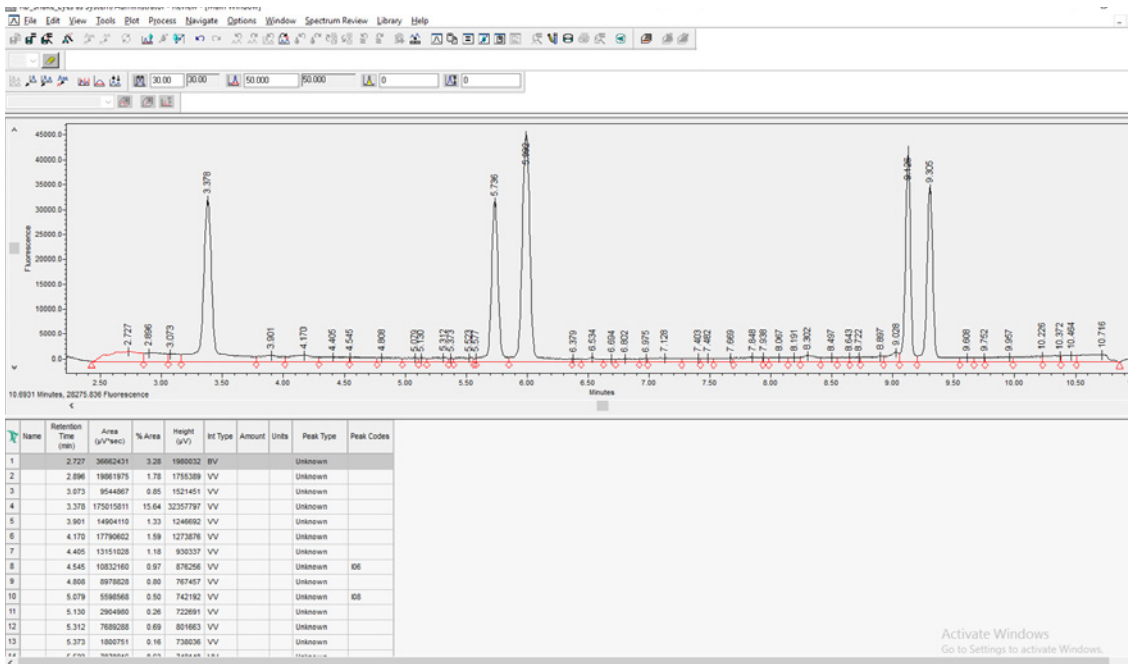 File Edit View Tools Plot Process Navigate Options Window Spectrum Review Library Help
30.00 30.00 50.000 50.000 0 0
45000.0
40000.0
35000.0
30000.0
25000.0
20000.0
15000.0
10000.0
5000.0
0.0
Fluorescence
2.727
2.896
3.073
3.378
3.901
4.170
4.405
4.545
4.808
5.079
5.130
5.312
5.373
5.577
5.736
5.992
6.379
6.534
6.694
6.802
6.975
7.128
7.403
7.482
7.669
7.848
7.938
8.067
8.191
8.302
8.497
8.643
8.722
8.897
9.028
9.126
9.305
9.608
9.752
9.957
10.226
10.372
10.464
10.716
2.50 3.00 3.50 4.00 4.50 5.00 5.50 6.00 6.50 7.00 7.50 8.00 8.50 9.00 9.50 10.00 10.50
Minutes
10.6931 Minutes, 28275.836 Fluorescence
Name Retention Time (min) Area (µV*sec) % Area Height (µV) Int Type Amount Units Peak Type Peak Codes
1 2.727 36662431 3.28 1980032 BV Unknown
2 2.896 19861975 1.78 1755389 VV Unknown
3 3.073 9544867 0.85 1521451 VV Unknown
4 3.378 175015811 15.64 32357797 VV Unknown
5 3.901 14904110 1.33 1246692 VV Unknown
6 4.170 17790602 1.59 1273876 VV Unknown
7 4.405 13151028 1.18 930337 VV Unknown
8 4.545 10832160 0.97 876256 VV Unknown I06
9 4.808 8978828 0.80 767457 VV Unknown
10 5.079 5598568 0.50 742192 VV Unknown I08
11 5.130 2904980 0.26 722691 VV Unknown
12 5.312 7689288 0.69 801663 VV Unknown
13 5.373 1800751 0.16 738036 VV Unknown
Activate Windows
Go to Settings to activate Windows.